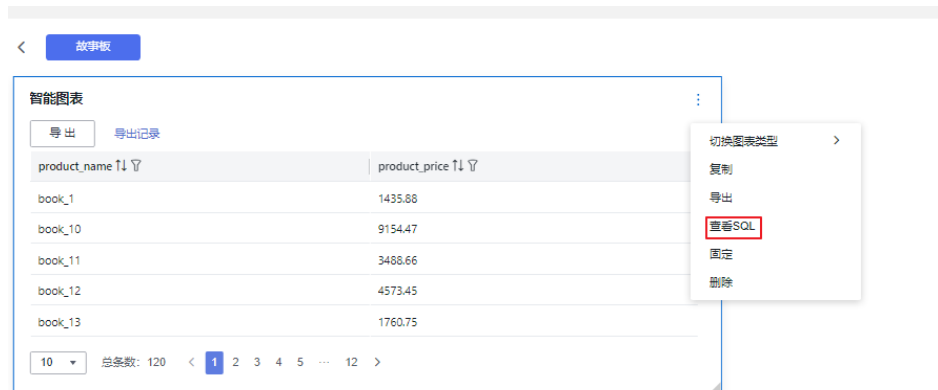 故事板
智能图表
导出 导出记录
product_name product_price
book_1 1435.88
book_10 9154.47
book_11 3488.66
book_12 4573.45
book_13 1760.75
10 总条数: 120 < 1 2 3 4 5 ... 12 >
切换图表类型 >
复制
导出
查看SQL
固定
删除